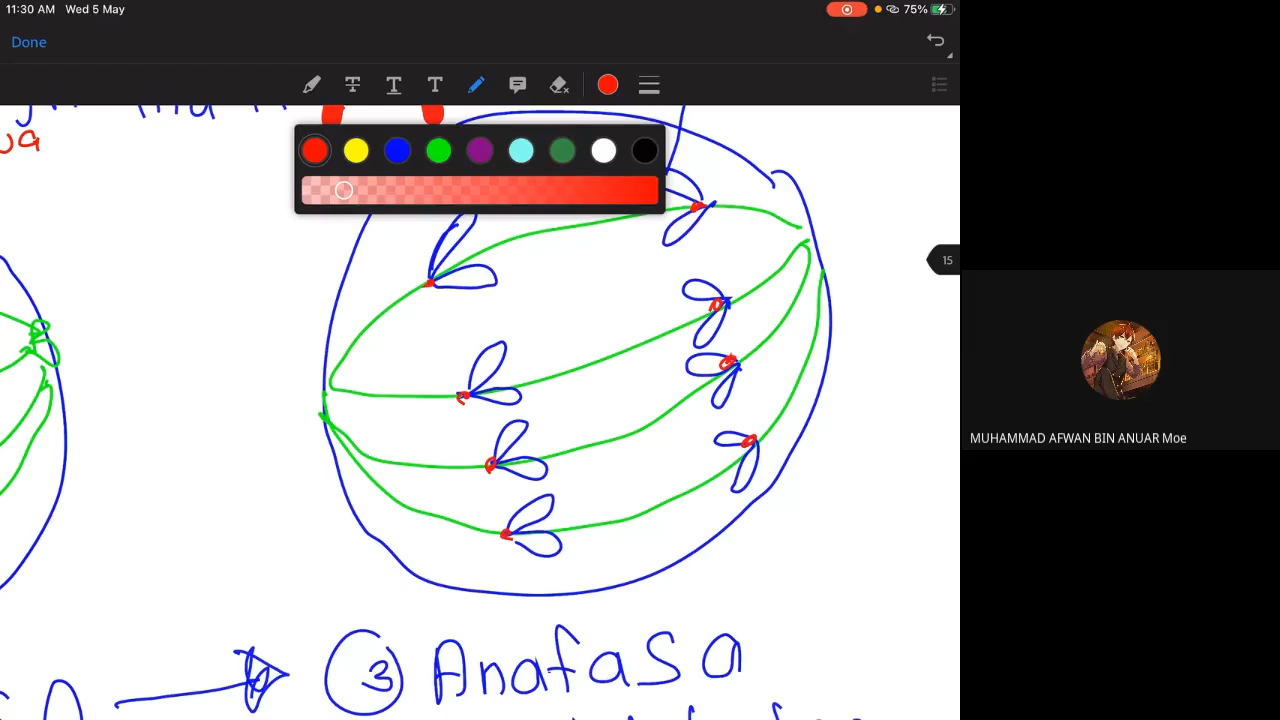 11:30 AM Wed 5 May
75%
Done
15
MUHAMMAD AFWAN BIN ANUAR Moe
3 Anafasa